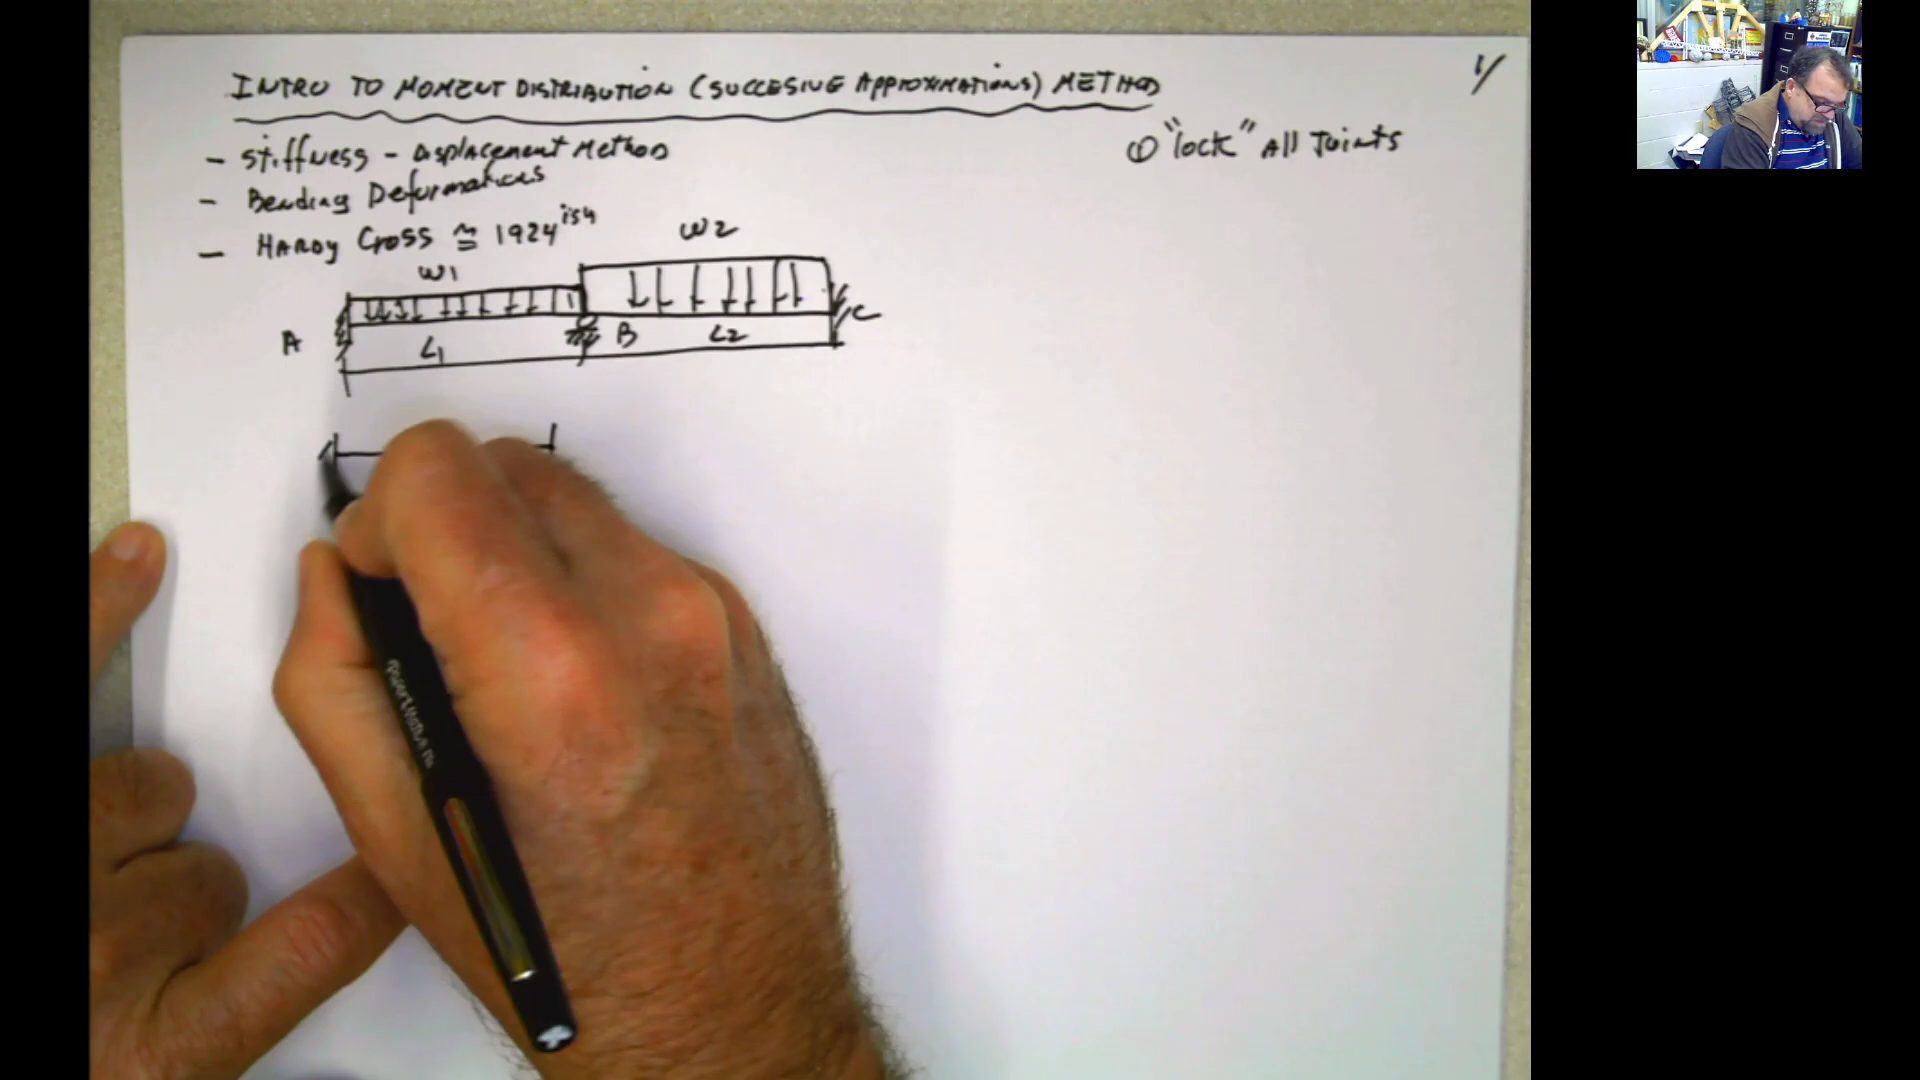 INTRO TO MOMENT DISTRIBUTION (SUCCESIVE APPROXIMATIONS) METHOD
1/
- Stiffness - Displacement Method
① "lock" All Joints
- Bending Deformations
- HARDY Cross ≅ 1924ish
w1
w2
A
L1
B
L2
C